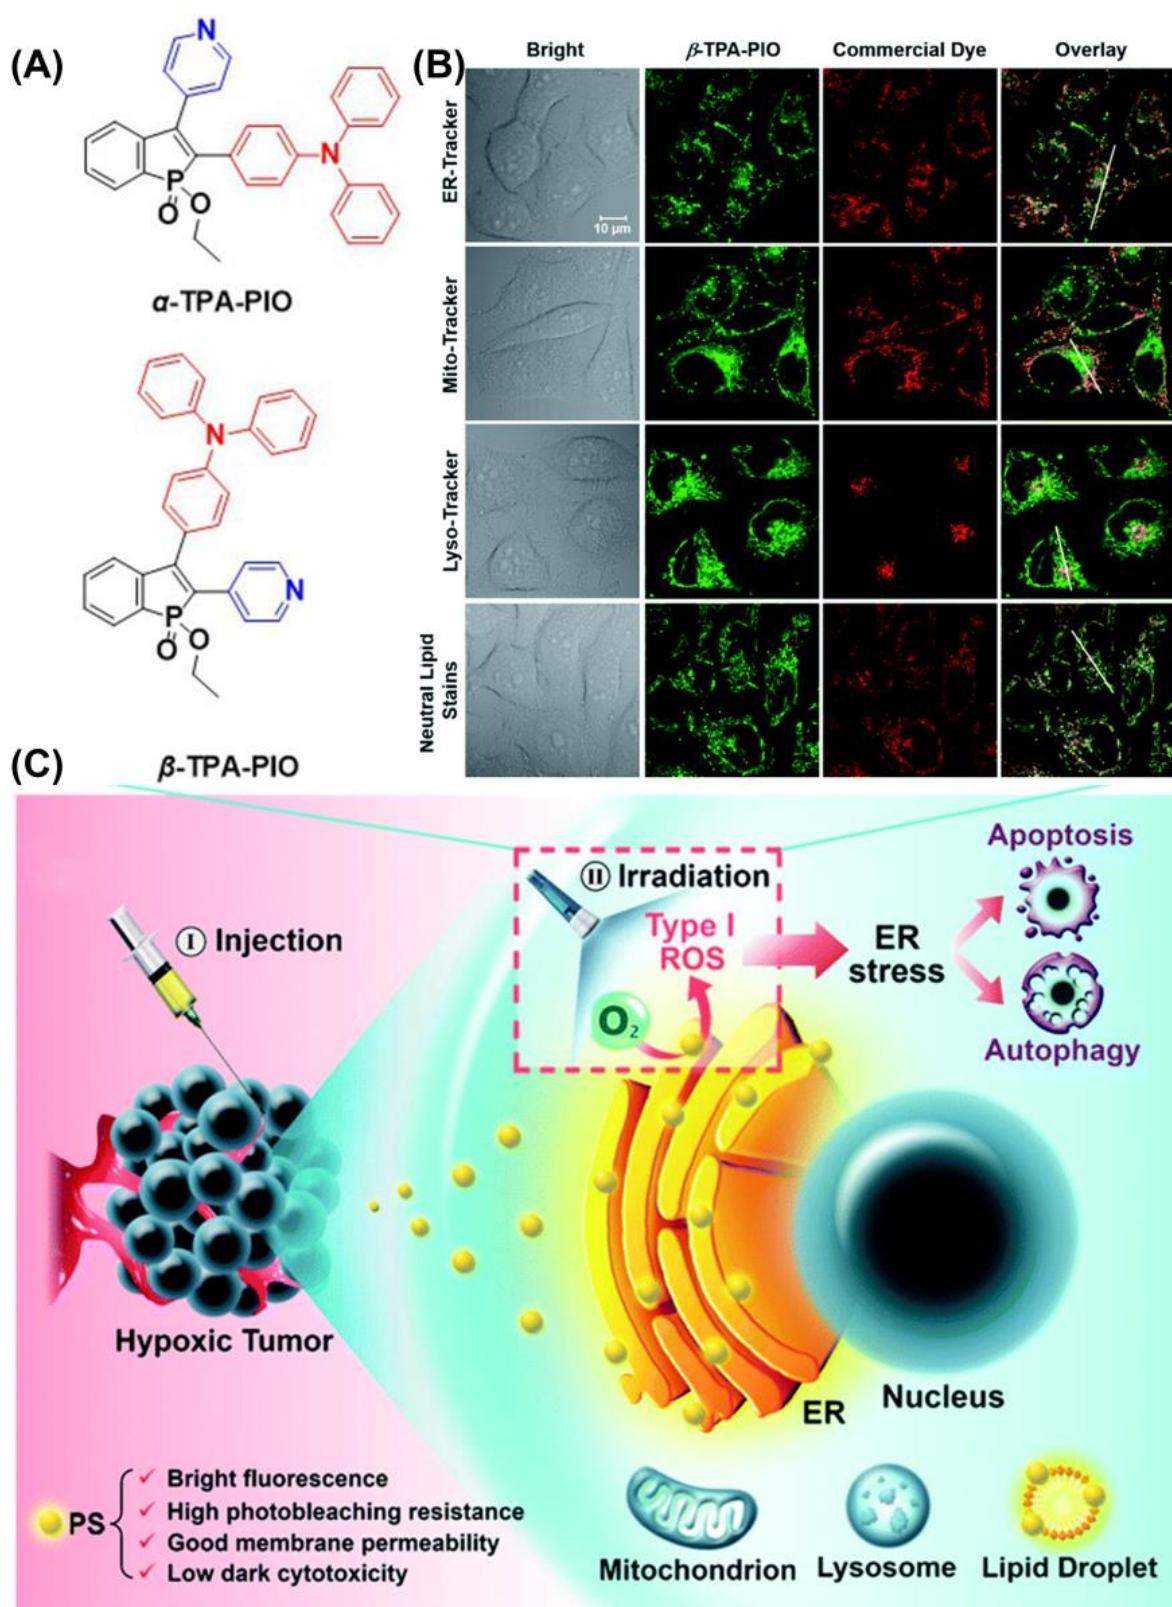 (A)
N
N
P
O
O
α-TPA-PIO
N
N
P
O
O
β-TPA-PIO
(B)
Bright
β-TPA-PIO
Commercial Dye
Overlay
ER-Tracker
10 μm
Mito-Tracker
Lyso-Tracker
Neutral Lipid
Stains
(C)
I Injection
II Irradiation
Type I
ROS
O₂
ER
stress
Apoptosis
Autophagy
Hypoxic Tumor
ER
Nucleus
PS
✓ Bright fluorescence
✓ High photobleaching resistance
✓ Good membrane permeability
✓ Low dark cytotoxicity
Mitochondrion
Lysosome
Lipid Droplet